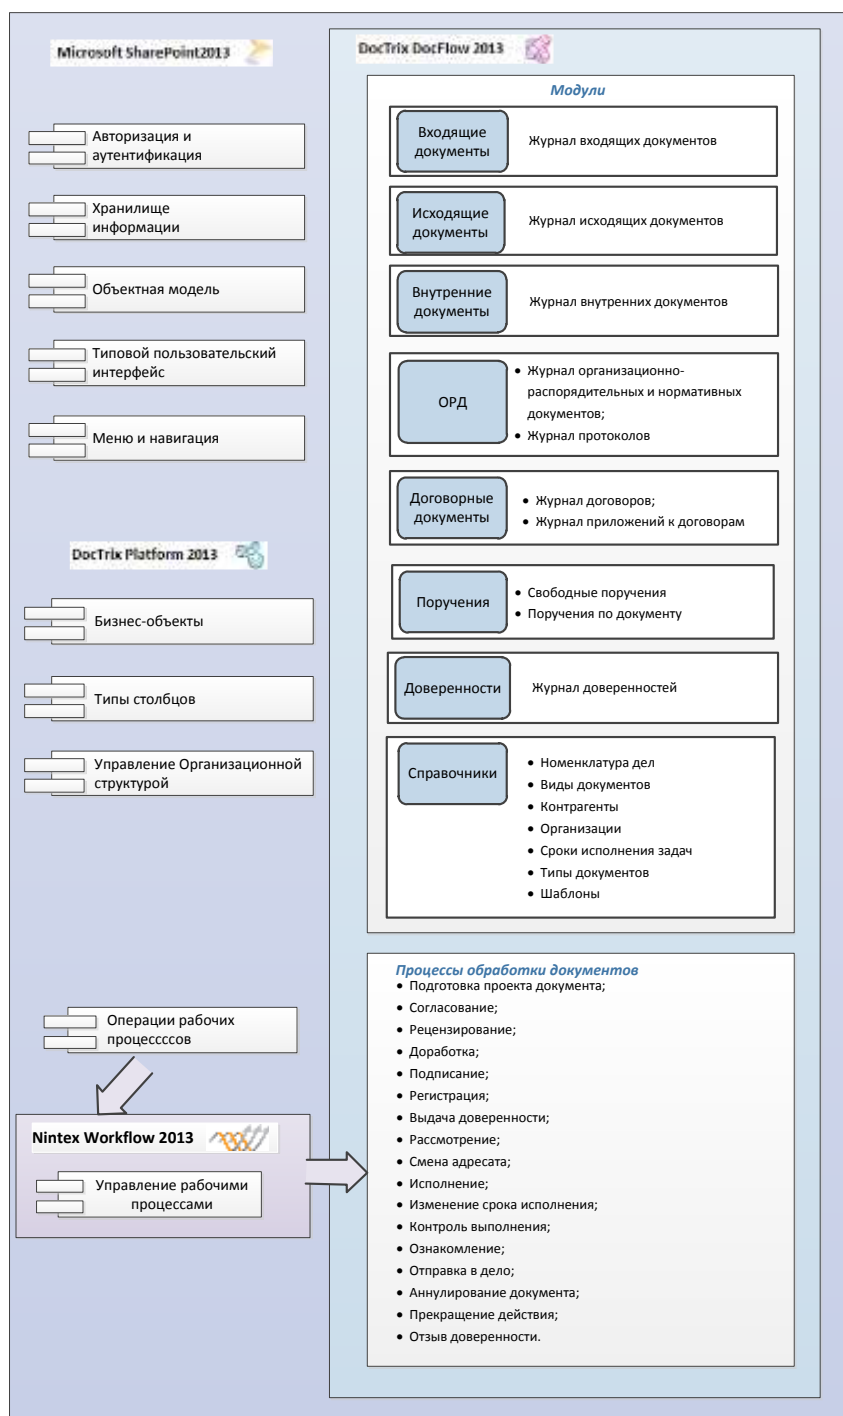 Microsoft SharePoint2013
Авторизация и
аутентификация
Хранилище
информации
Объектная модель
Типовой пользовательский
интерфейс
Меню и навигация
DocTrix Platform 2013
Бизнес-объекты
Типы столбцов
Управление Организационной
структурой
Операции рабочих
процессссов
Nintex Workflow 2013
Управление рабочими
процессами
DocTrix DocFlow 2013
Модули
Входящие
документы
Журнал входящих документов
Исходящие
документы
Журнал исходящих документов
Внутренние
документы
Журнал внутренних документов
ОРД
• Журнал организационно-
распорядительных и нормативных
документов;
• Журнал протоколов
Договорные
документы
• Журнал договоров;
• Журнал приложений к договорам
Поручения
• Свободные поручения
• Поручения по документу
Доверенности
Журнал доверенностей
Справочники
• Номенклатура дел
• Виды документов
• Контрагенты
• Организации
• Сроки исполнения задач
• Типы документов
• Шаблоны
Процессы обработки документов
• Подготовка проекта документа;
• Согласование;
• Рецензирование;
• Доработка;
• Подписание;
• Регистрация;
• Выдача доверенности;
• Рассмотрение;
• Смена адресата;
• Исполнение;
• Изменение срока исполнения;
• Контроль выполнения;
• Ознакомление;
• Отправка в дело;
• Аннулирование документа;
• Прекращение действия;
• Отзыв доверенности.